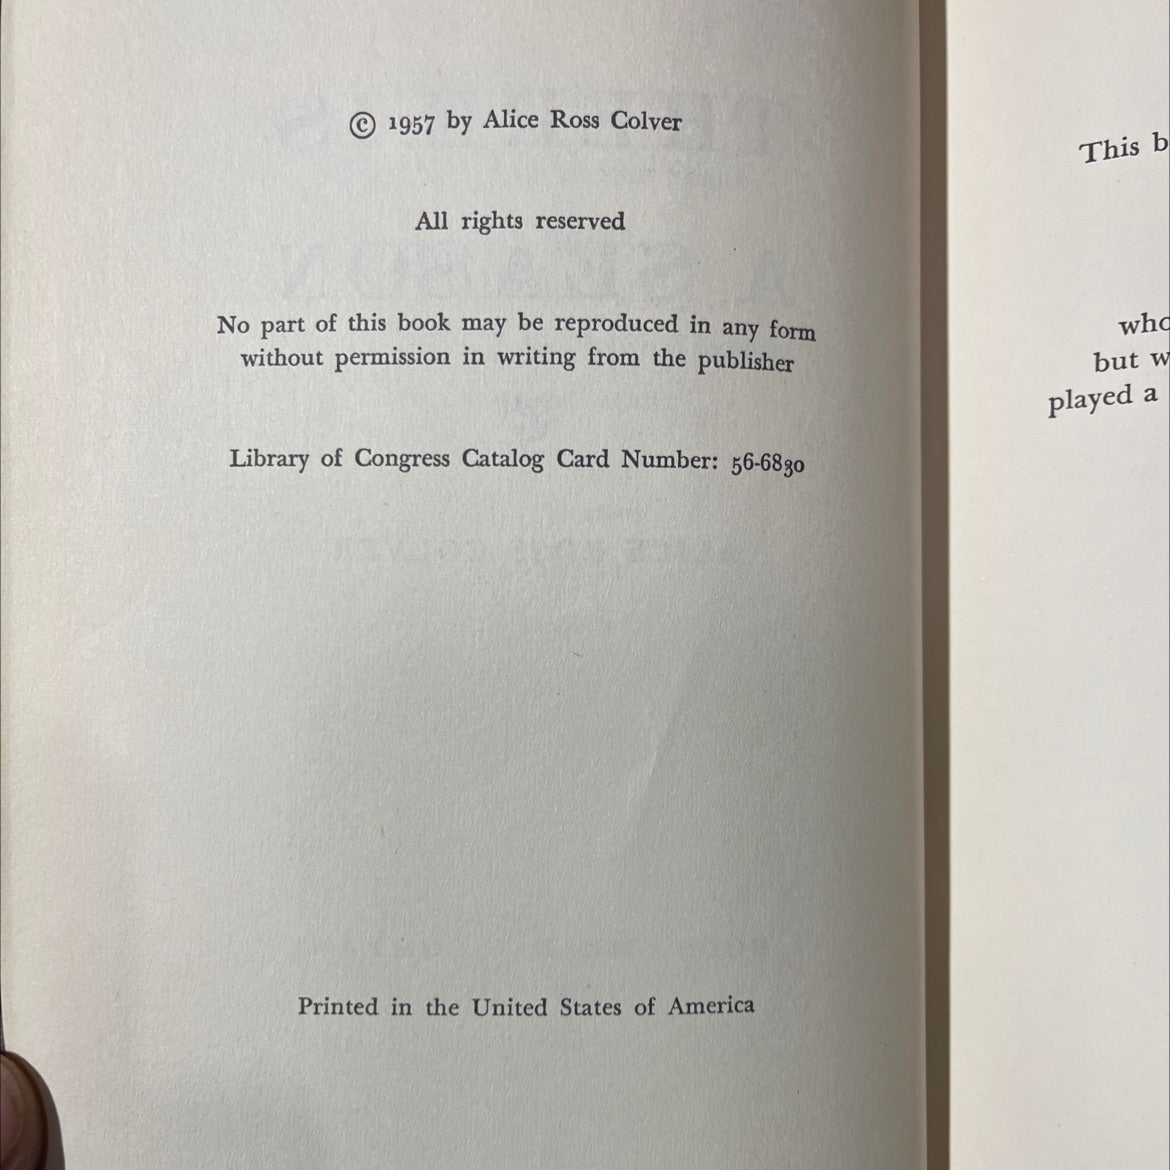 © 1957 by Alice Ross Colver
All rights reserved
No part of this book may be reproduced in any form
without permission in writing from the publisher
Library of Congress Catalog Card Number: 56-6830
Printed in the United States of America
This b
who
but w
played a